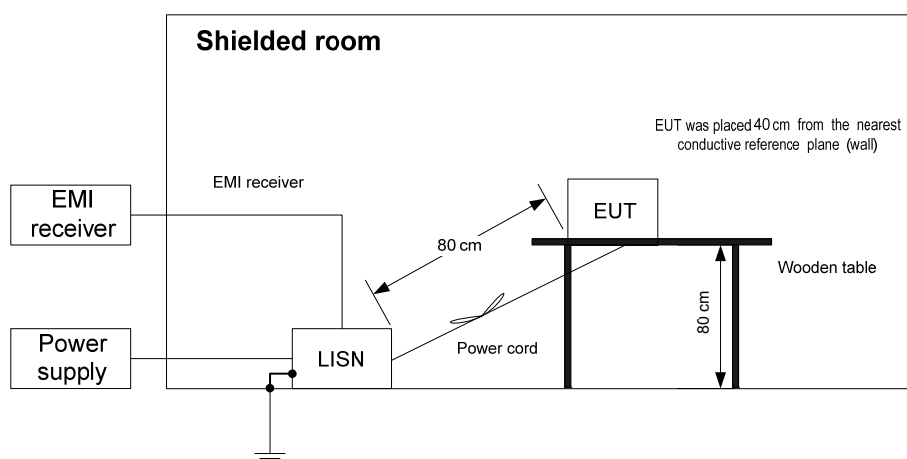 Shielded room
EUT was placed 40 cm from the nearest
conductive reference plane (wall)
EMI receiver
EMI
receiver
EUT
80 cm
Wooden table
80 cm
Power
supply
LISN
Power cord